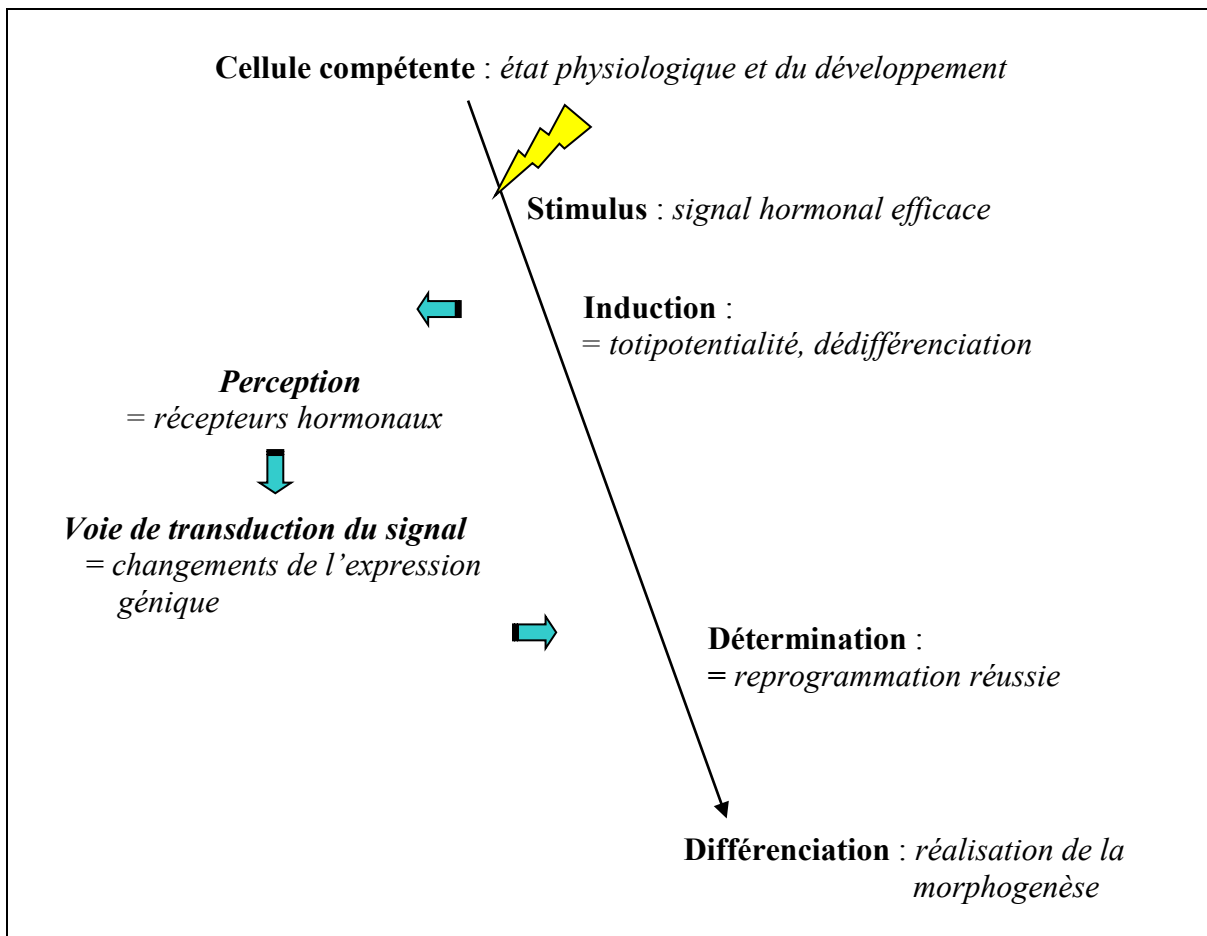 Cellule compétente : état physiologique et du développement
Stimulus : signal hormonal efficace
Induction :
= totipotentialité, dédifférenciation
Perception
= récepteurs hormonaux
Voie de transduction du signal
= changements de l’expression
génique
Détermination :
= reprogrammation réussie
Différenciation : réalisation de la
morphogenèse